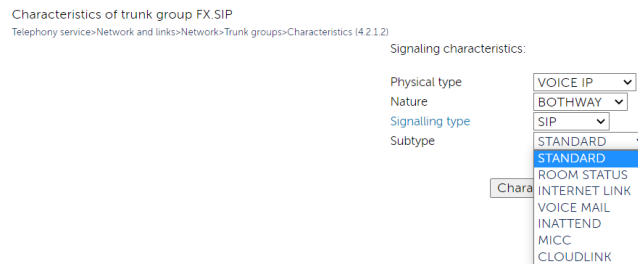 Characteristics of trunk group FX.SIP
Telephony service>Network and links>Network>Trunk groups>Characteristics (4.2.1.2)
Signaling characteristics:
Physical type VOICE IP
Nature BOTHWAY
Signalling type SIP
Subtype STANDARD
STANDARD
ROOM STATUS
Chara INTERNET LINK
VOICE MAIL
INATTEND
MICC
CLOUDLINK